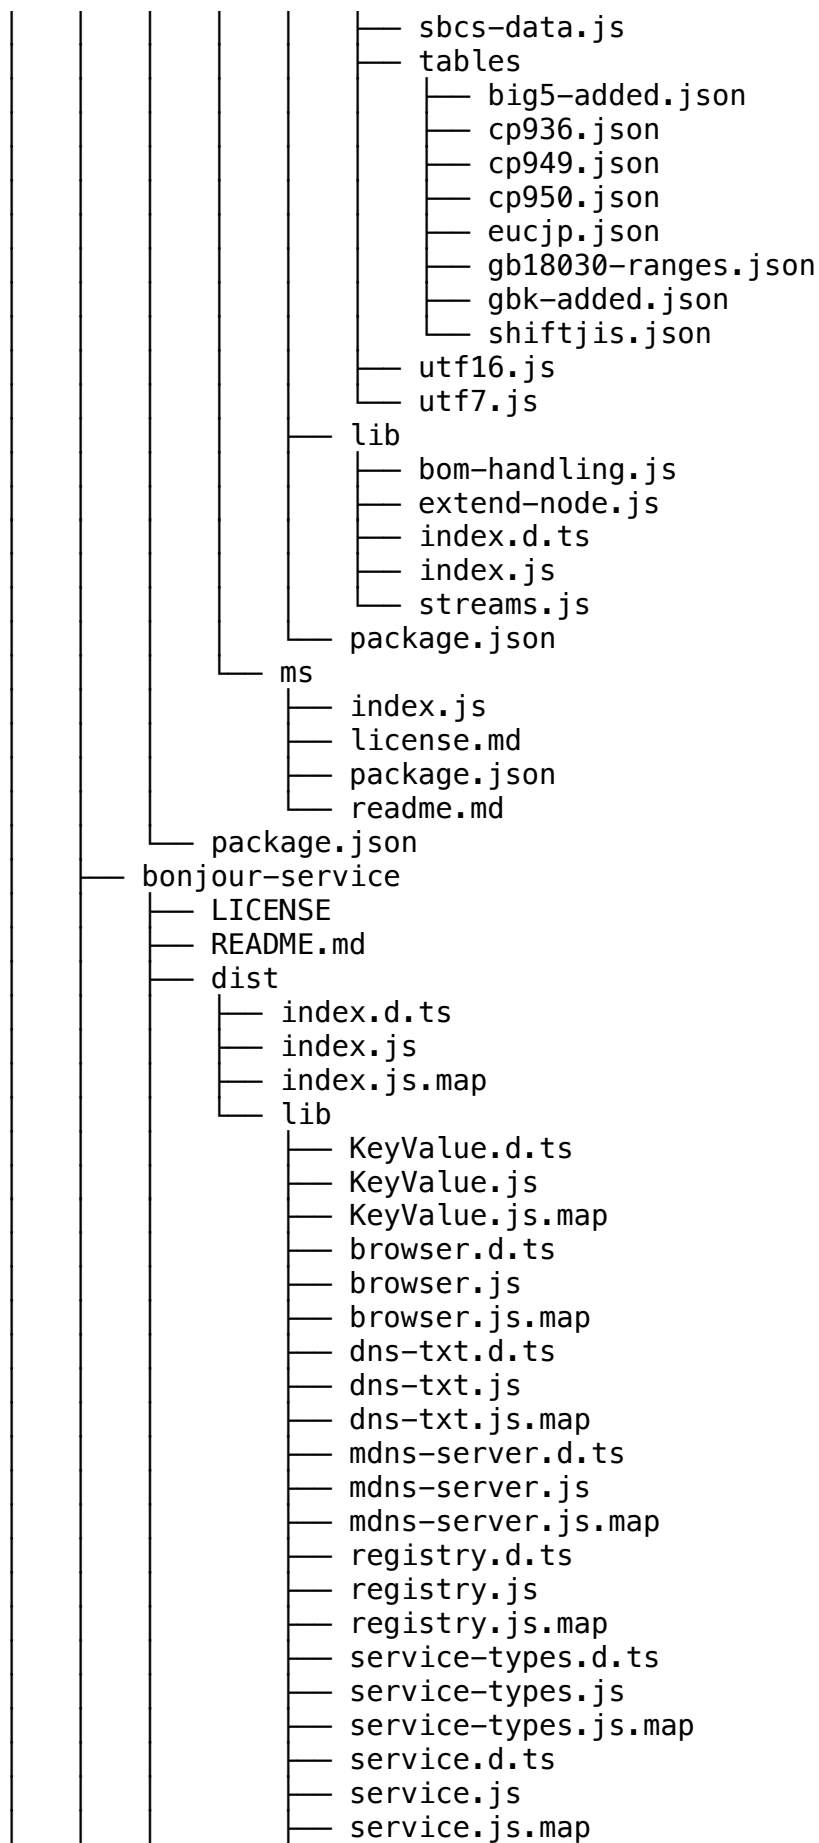 │   │   │   │   │   ├── sbcs-data.js
│   │   │   │   │   ├── tables
│   │   │   │   │   │   ├── big5-added.json
│   │   │   │   │   │   ├── cp936.json
│   │   │   │   │   │   ├── cp949.json
│   │   │   │   │   │   ├── cp950.json
│   │   │   │   │   │   ├── eucjp.json
│   │   │   │   │   │   ├── gb18030-ranges.json
│   │   │   │   │   │   ├── gbk-added.json
│   │   │   │   │   │   └── shiftjis.json
│   │   │   │   │   ├── utf16.js
│   │   │   │   │   └── utf7.js
│   │   │   │   ├── lib
│   │   │   │   │   ├── bom-handling.js
│   │   │   │   │   ├── extend-node.js
│   │   │   │   │   ├── index.d.ts
│   │   │   │   │   ├── index.js
│   │   │   │   │   └── streams.js
│   │   │   │   └── package.json
│   │   │   └── ms
│   │   │       ├── index.js
│   │   │       ├── license.md
│   │   │       ├── package.json
│   │   │       └── readme.md
│   │   └── package.json
│   ├── bonjour-service
│   │   ├── LICENSE
│   │   ├── README.md
│   │   ├── dist
│   │   │   ├── index.d.ts
│   │   │   ├── index.js
│   │   │   ├── index.js.map
│   │   │   └── lib
│   │   │       ├── KeyValue.d.ts
│   │   │       ├── KeyValue.js
│   │   │       ├── KeyValue.js.map
│   │   │       ├── browser.d.ts
│   │   │       ├── browser.js
│   │   │       ├── browser.js.map
│   │   │       ├── dns-txt.d.ts
│   │   │       ├── dns-txt.js
│   │   │       ├── dns-txt.js.map
│   │   │       ├── mdns-server.d.ts
│   │   │       ├── mdns-server.js
│   │   │       ├── mdns-server.js.map
│   │   │       ├── registry.d.ts
│   │   │       ├── registry.js
│   │   │       ├── registry.js.map
│   │   │       ├── service-types.d.ts
│   │   │       ├── service-types.js
│   │   │       ├── service-types.js.map
│   │   │       ├── service.d.ts
│   │   │       ├── service.js
│   │   │       ├── service.js.map